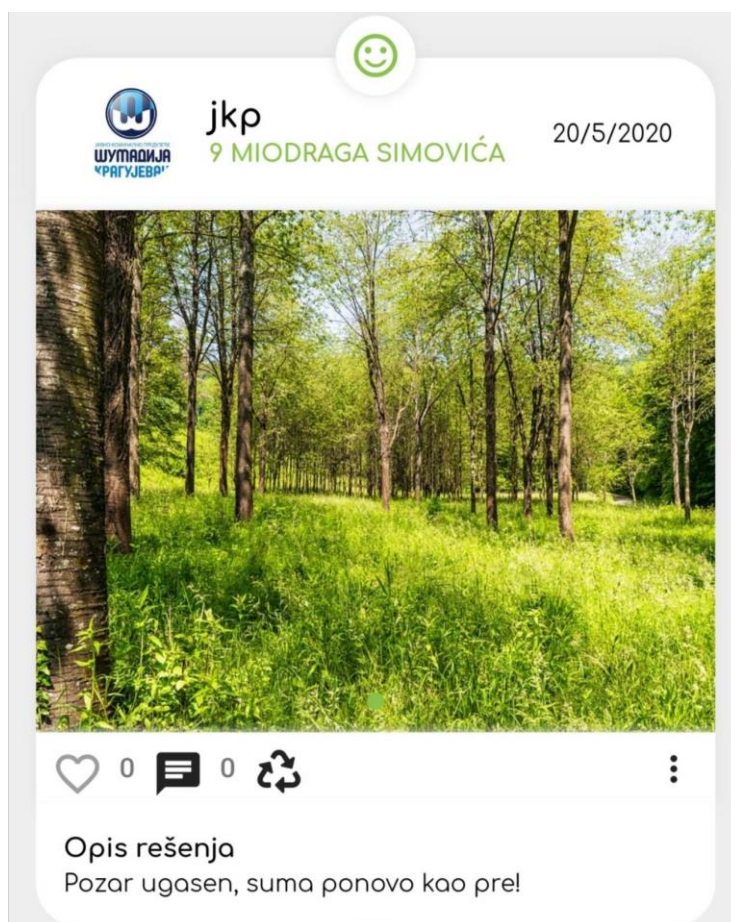 jkp
9 MIODRAGA SIMOVIĆA
20/5/2020
ШУМАДИЈА
КРАГУЈЕВАЦ
0
0
Opis rešenja
Pozar ugasen, suma ponovo kao pre!